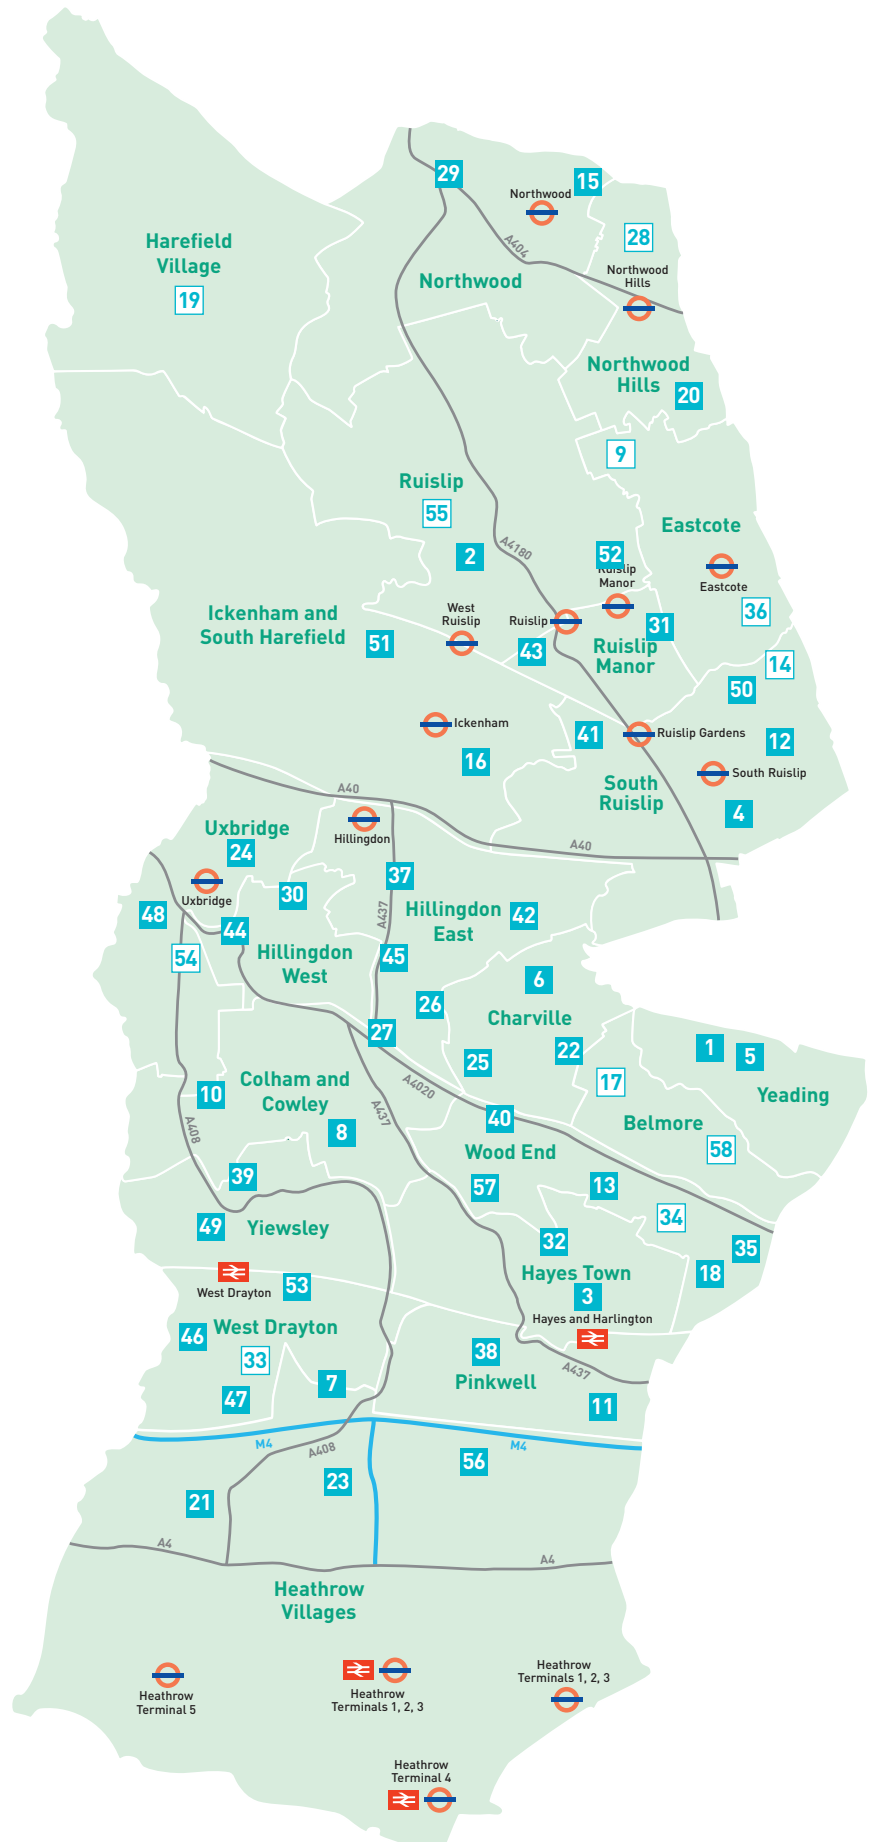 29
15
Northwood
28
A404
Northwood
Hills
Harefield
Village
19
Northwood
Northwood
Hills
20
9
Ruislip
55
Eastcote
A4180
2
52
Ruislip
Manor
Eastcote
36
Ickenham and
South Harefield
51
West
Ruislip
Ruislip
43
31
Ruislip
Manor
14
50
Ickenham
16
41
Ruislip Gardens
12
South Ruislip
South
Ruislip
4
A40
A40
Hillingdon
Uxbridge
24
Uxbridge
30
37
48
44
A437
Hillingdon
East
42
54
Hillingdon
West
45
6
26
Charville
27
25
22
17
1
5
Yeading
10
Colham and
Cowley
A4020
A437
A408
8
40
Belmore
58
Wood End
39
57
13
34
49
Yiewsley
32
35
18
West Drayton
53
Hayes Town
3
Hayes and Harlington
46
West Drayton
33
38
47
7
Pinkwell
A437
11
M4
A408
M4
56
23
21
A4
A4
Heathrow
Villages
Heathrow
Terminal 5
Heathrow
Terminals 1, 2, 3
Heathrow
Terminals 1, 2, 3
Heathrow
Terminal 4